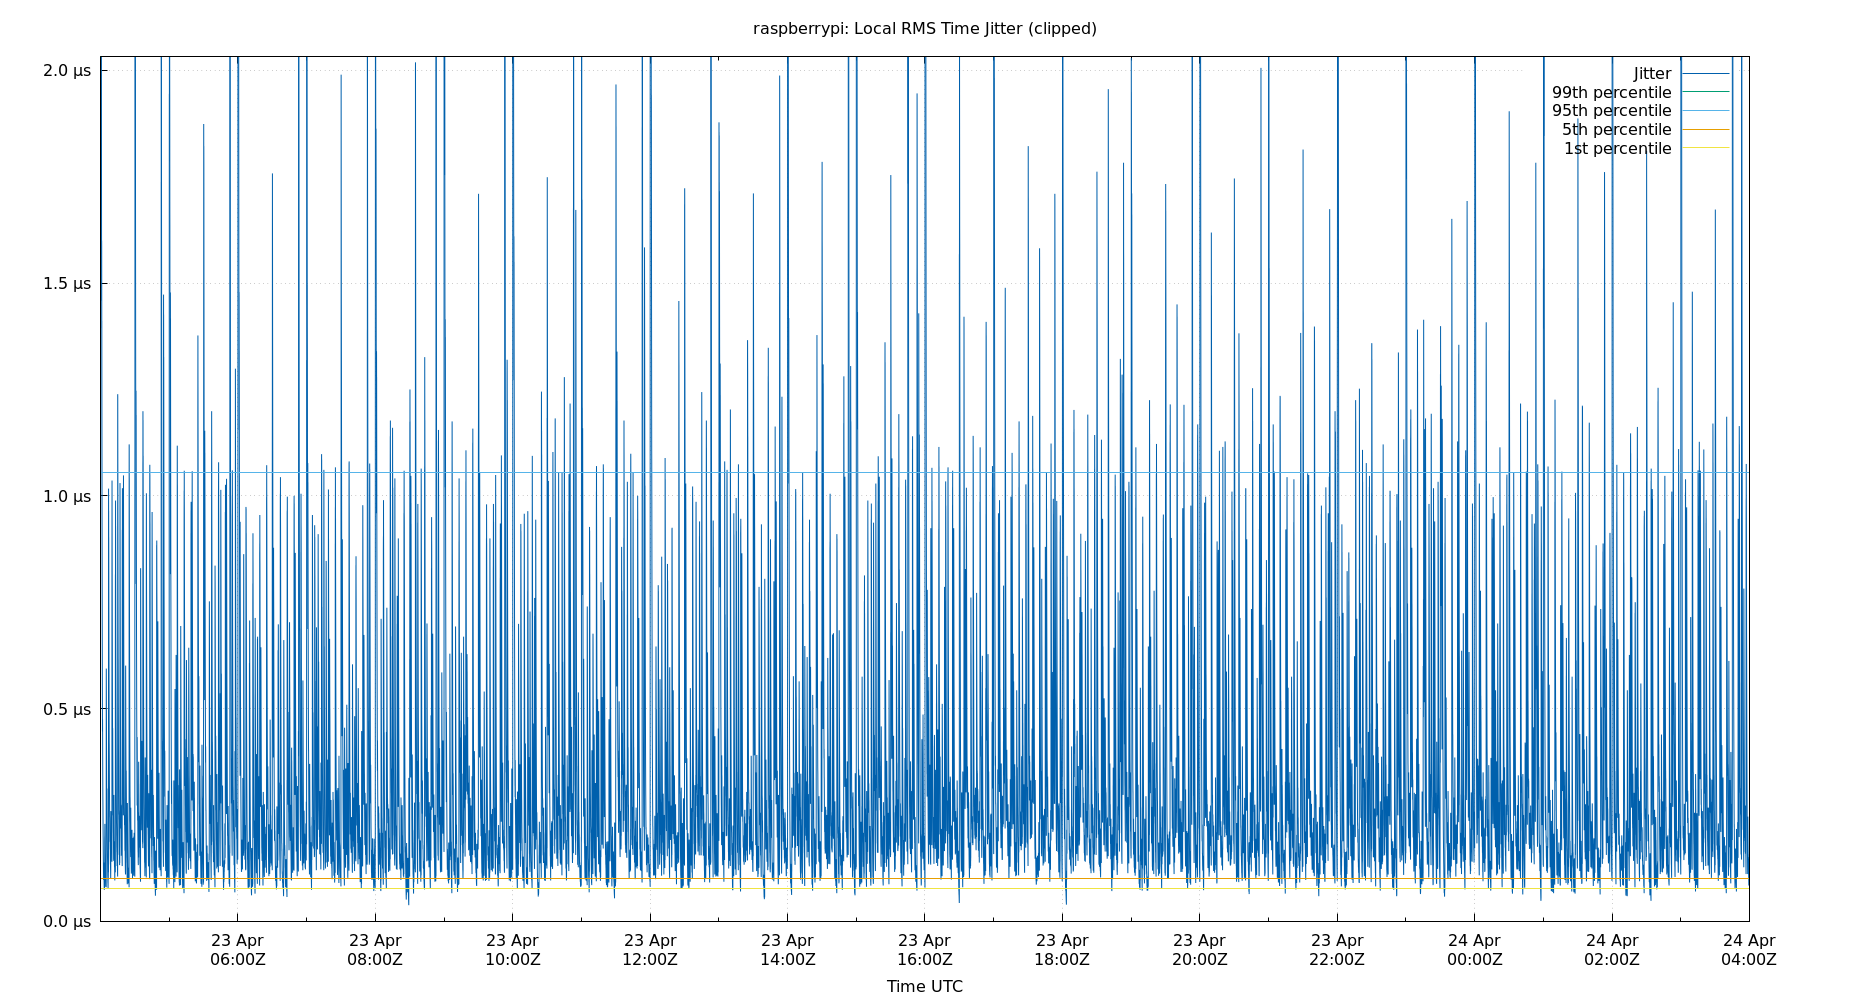 raspberrypi: Local RMS Time Jitter (clipped)
2.0 µs
1.5 µs
1.0 µs
0.5 µs
0.0 µs
Jitter
99th percentile
95th percentile
5th percentile
1st percentile
23 Apr 23 Apr 23 Apr 23 Apr 23 Apr 23 Apr 23 Apr 23 Apr 23 Apr 24 Apr 24 Apr 24 Apr
06:00Z 08:00Z 10:00Z 12:00Z 14:00Z 16:00Z 18:00Z 20:00Z 22:00Z 00:00Z 02:00Z 04:00Z
Time UTC